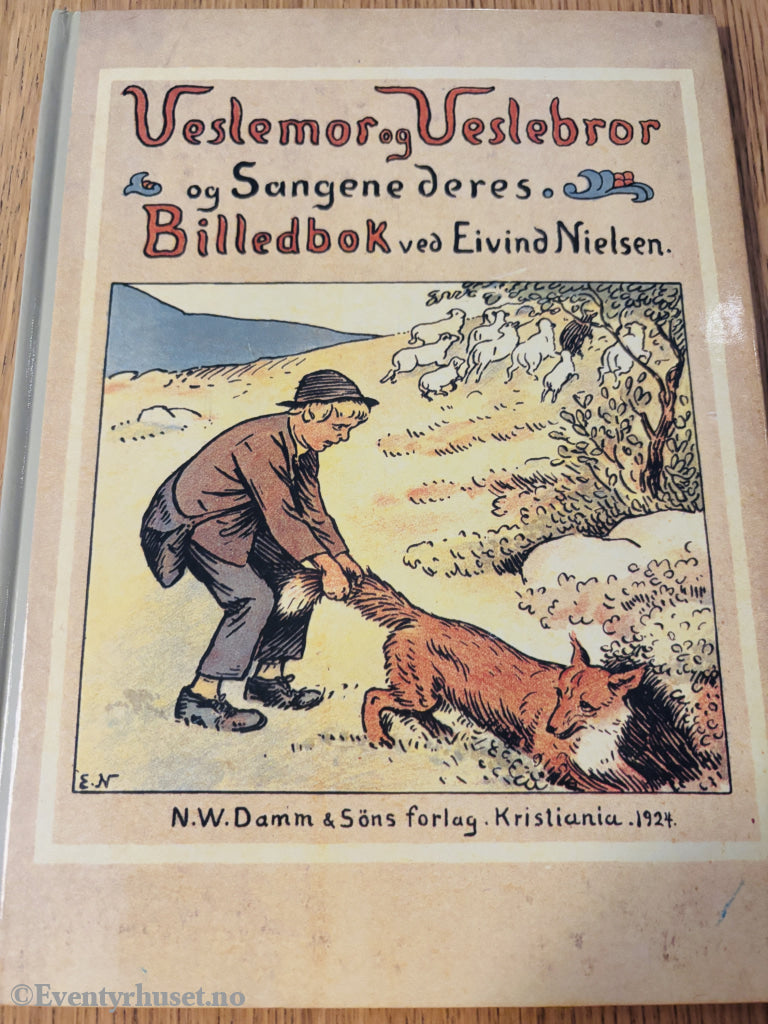 Veslemor og Veslebror
og Sangene deres.
Billedbok ved Eivind Nielsen.
E.N
N.W. Damm & Söns forlag. Kristiania. 1924.
©Eventyrhuset.no